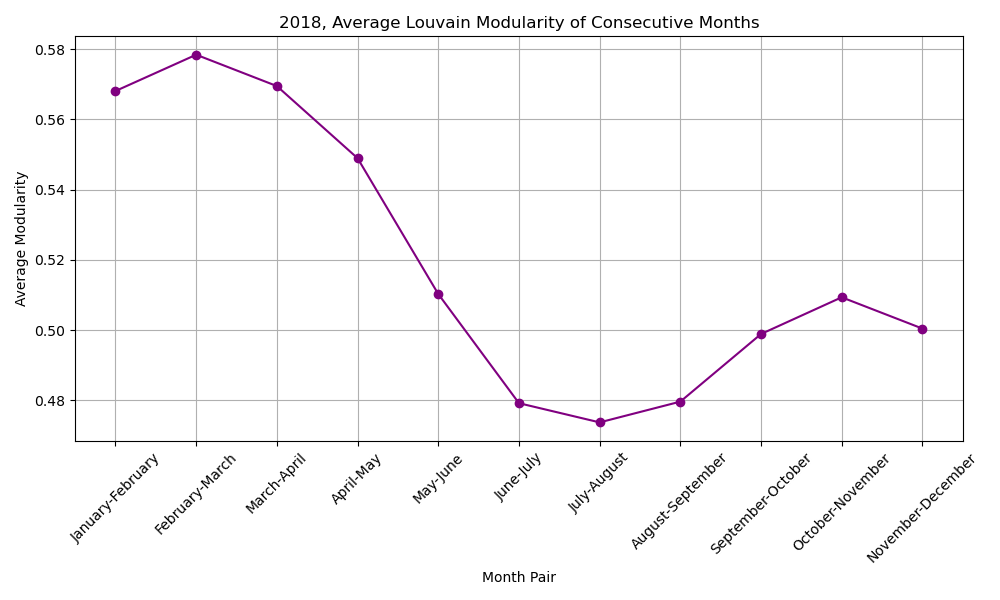 2018, Average Louvain Modularity of Consecutive Months
Average Modularity
0.58
0.56
0.54
0.52
0.50
0.48
January-February
February-March
March-April
April-May
May-June
June-July
July-August
August-September
September-October
October-November
November-December
Month Pair